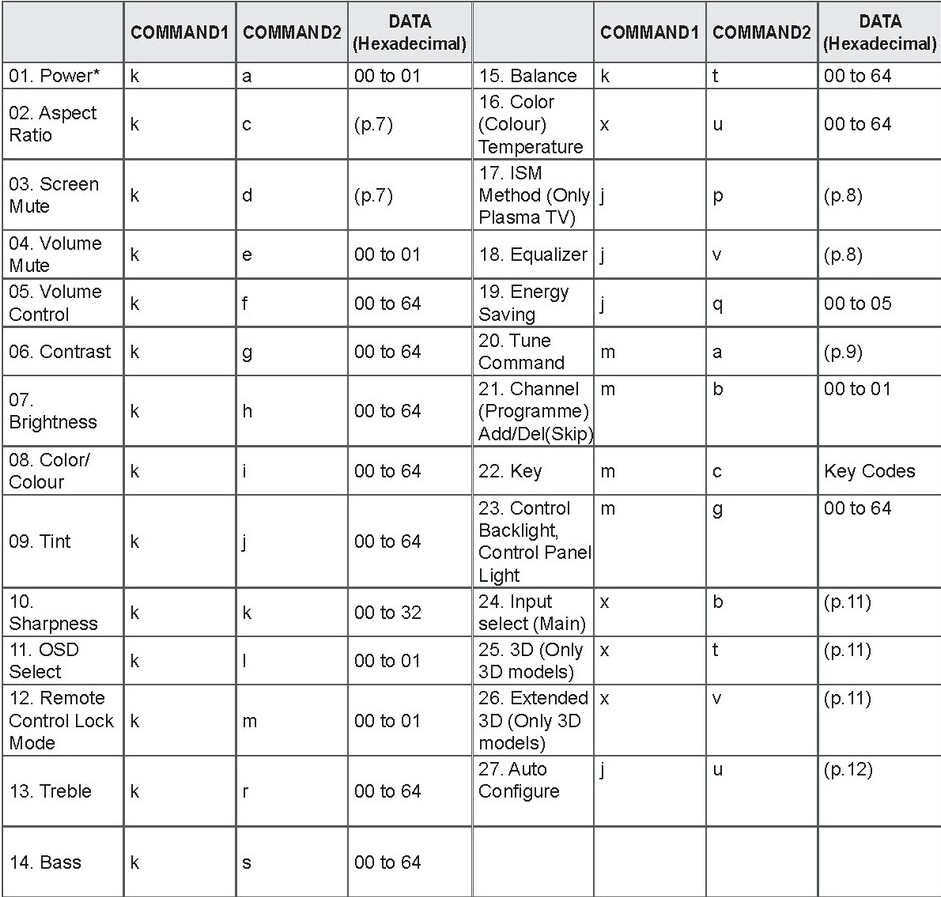 COMMAND1 COMMAND2 DATA (Hexadecimal) COMMAND1 COMMAND2 DATA (Hexadecimal)
01. Power* k a 00 to 01 15. Balance k t 00 to 64
02. Aspect Ratio k c (p.7) 16. Color (Colour) Temperature x u 00 to 64
03. Screen Mute k d (p.7) 17. ISM Method (Only Plasma TV) j p (p.8)
04. Volume Mute k e 00 to 01 18. Equalizer j v (p.8)
05. Volume Control k f 00 to 64 19. Energy Saving j q 00 to 05
06. Contrast k g 00 to 64 20. Tune Command m a (p.9)
07. Brightness k h 00 to 64 21. Channel (Programme) Add/Del(Skip) m b 00 to 01
08. Color/ Colour k i 00 to 64 22. Key m c Key Codes
09. Tint k j 00 to 64 23. Control Backlight, Control Panel Light m g 00 to 64
10. Sharpness k k 00 to 32 24. Input select (Main) x b (p.11)
11. OSD Select k l 00 to 01 25. 3D (Only 3D models) x t (p.11)
12. Remote Control Lock Mode k m 00 to 01 26. Extended 3D (Only 3D models) x v (p.11)
13. Treble k r 00 to 64 27. Auto Configure j u (p.12)
14. Bass k s 00 to 64